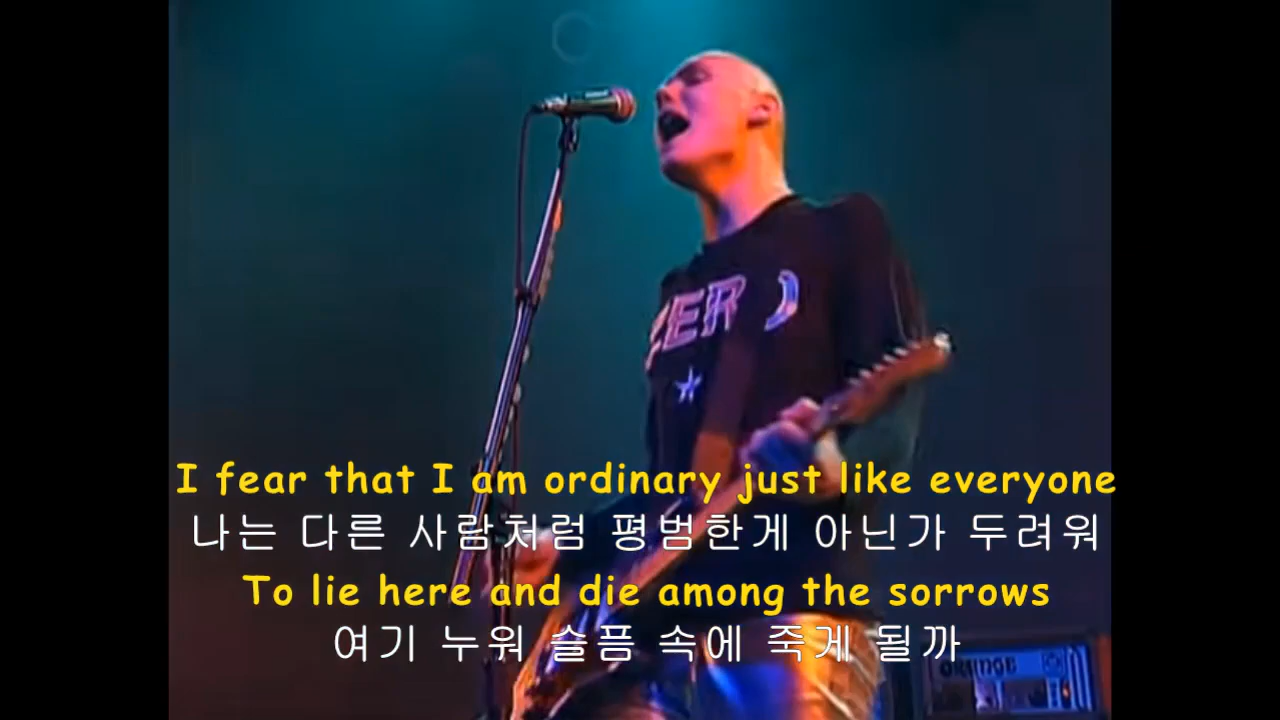 ZER
I fear that I am ordinary just like everyone
나는 다른 사람처럼 평범한게 아닌가 두려워
To lie here and die among the sorrows
여기 누워 슬픔 속에 죽게 될까
ORANGE